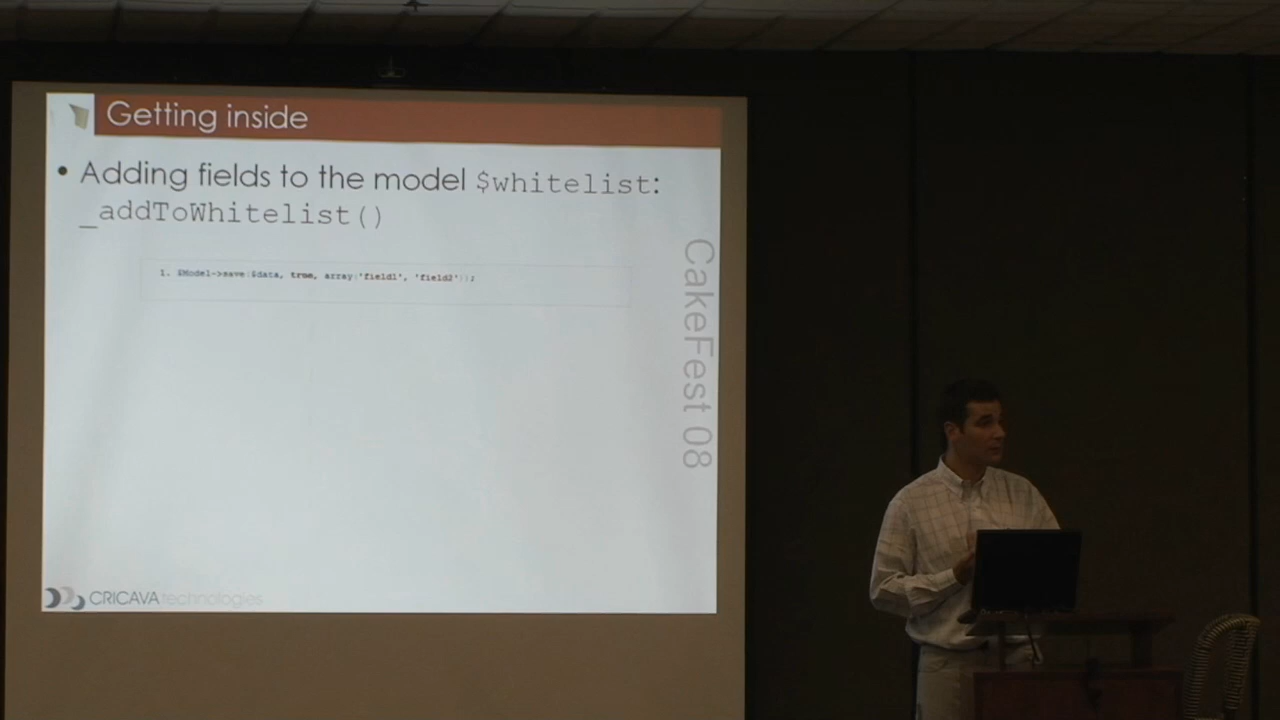 Getting inside
• Adding fields to the model $whitelist:
_addToWhitelist()
1. $Model->save($data, true, array('field1', 'field2'));
CakeFest 08
CRICAVA technologies